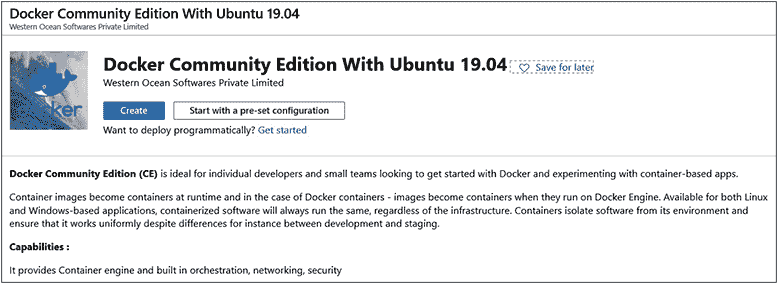 Docker Community Edition With Ubuntu 19.04
Western Ocean Softwares Private Limited
ker
Docker Community Edition With Ubuntu 19.04
Save for later
Western Ocean Softwares Private Limited
Create
Start with a pre-set configuration
Want to deploy programmatically? Get started
Docker Community Edition (CE) is ideal for individual developers and small teams looking to get started with Docker and experimenting with container-based apps.
Container images become containers at runtime and in the case of Docker containers - images become containers when they run on Docker Engine. Available for both Linux
and Windows-based applications, containerized software will always run the same, regardless of the infrastructure. Containers isolate software from its environment and
ensure that it works uniformly despite differences for instance between development and staging.
Capabilities :
It provides Container engine and built in orchestration, networking, security